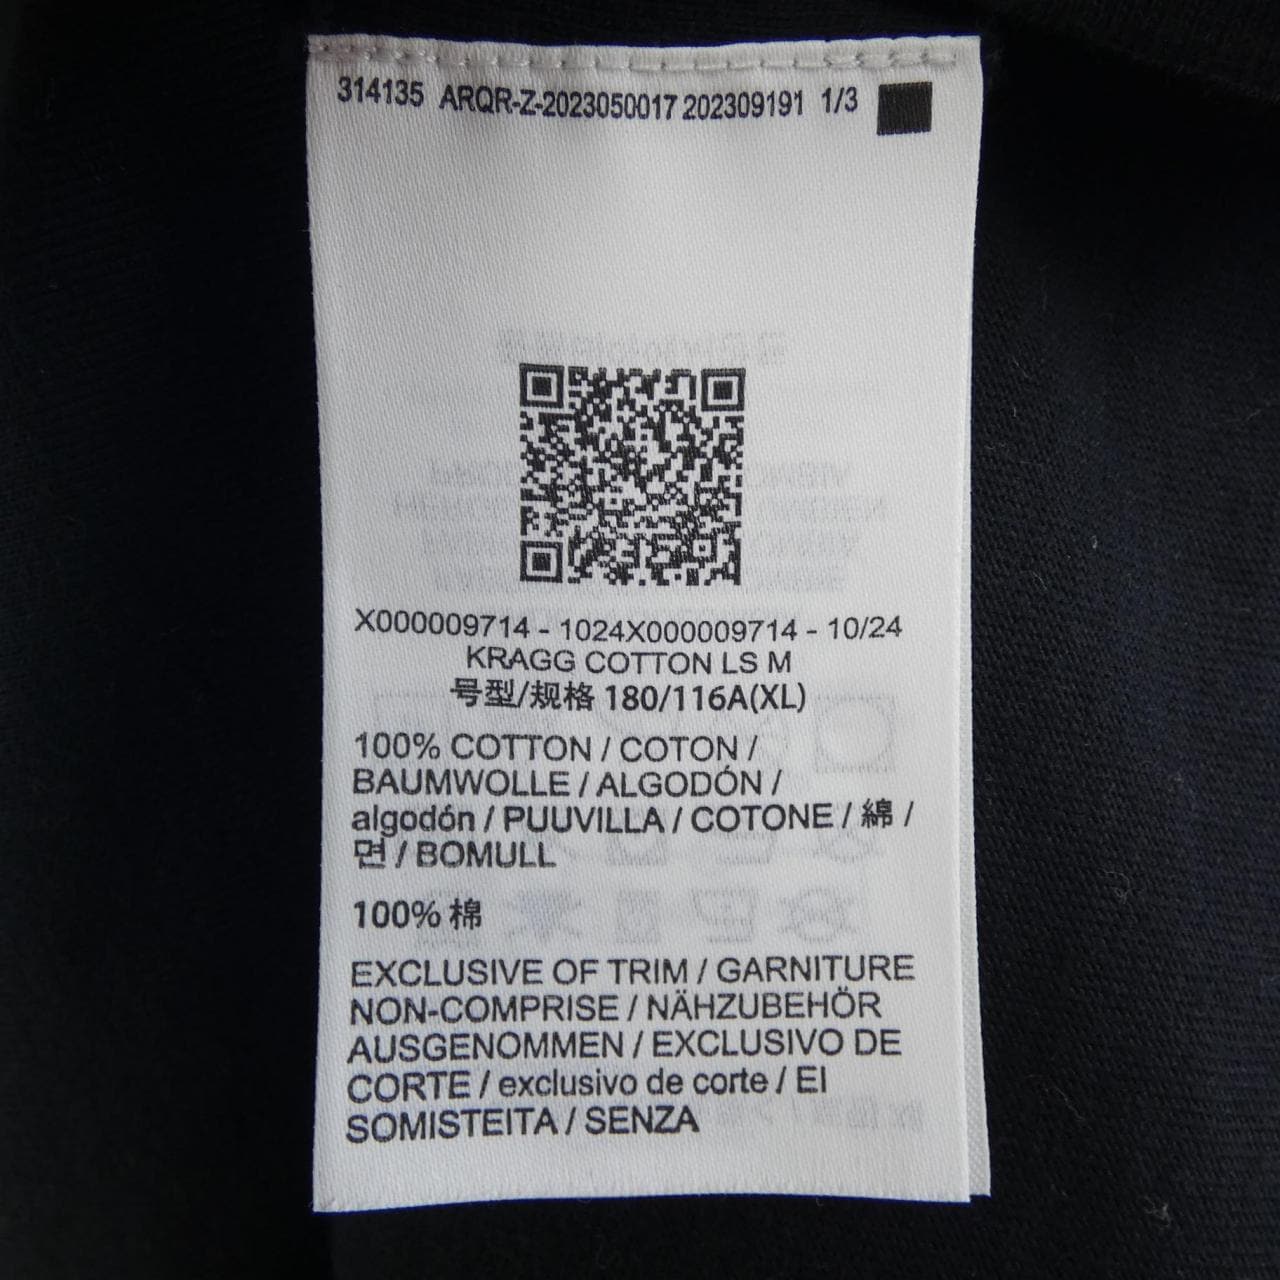 314135 ARQR-Z-2023050017 202309191 1/3
X000009714 - 1024X000009714 - 10/24
KRAGG COTTON LS M
号型/规格 180/116A(XL)
100% COTTON / COTON /
BAUMWOLLE / ALGODÓN /
algodón / PUUVILLA / COTONE / 綿 /
면 / BOMULL
100% 棉
EXCLUSIVE OF TRIM / GARNITURE
NON-COMPRISE / NÄHZUBEHÖR
AUSGENOMMEN / EXCLUSIVO DE
CORTE / exclusivo de corte / EI
SOMISTEITA / SENZA